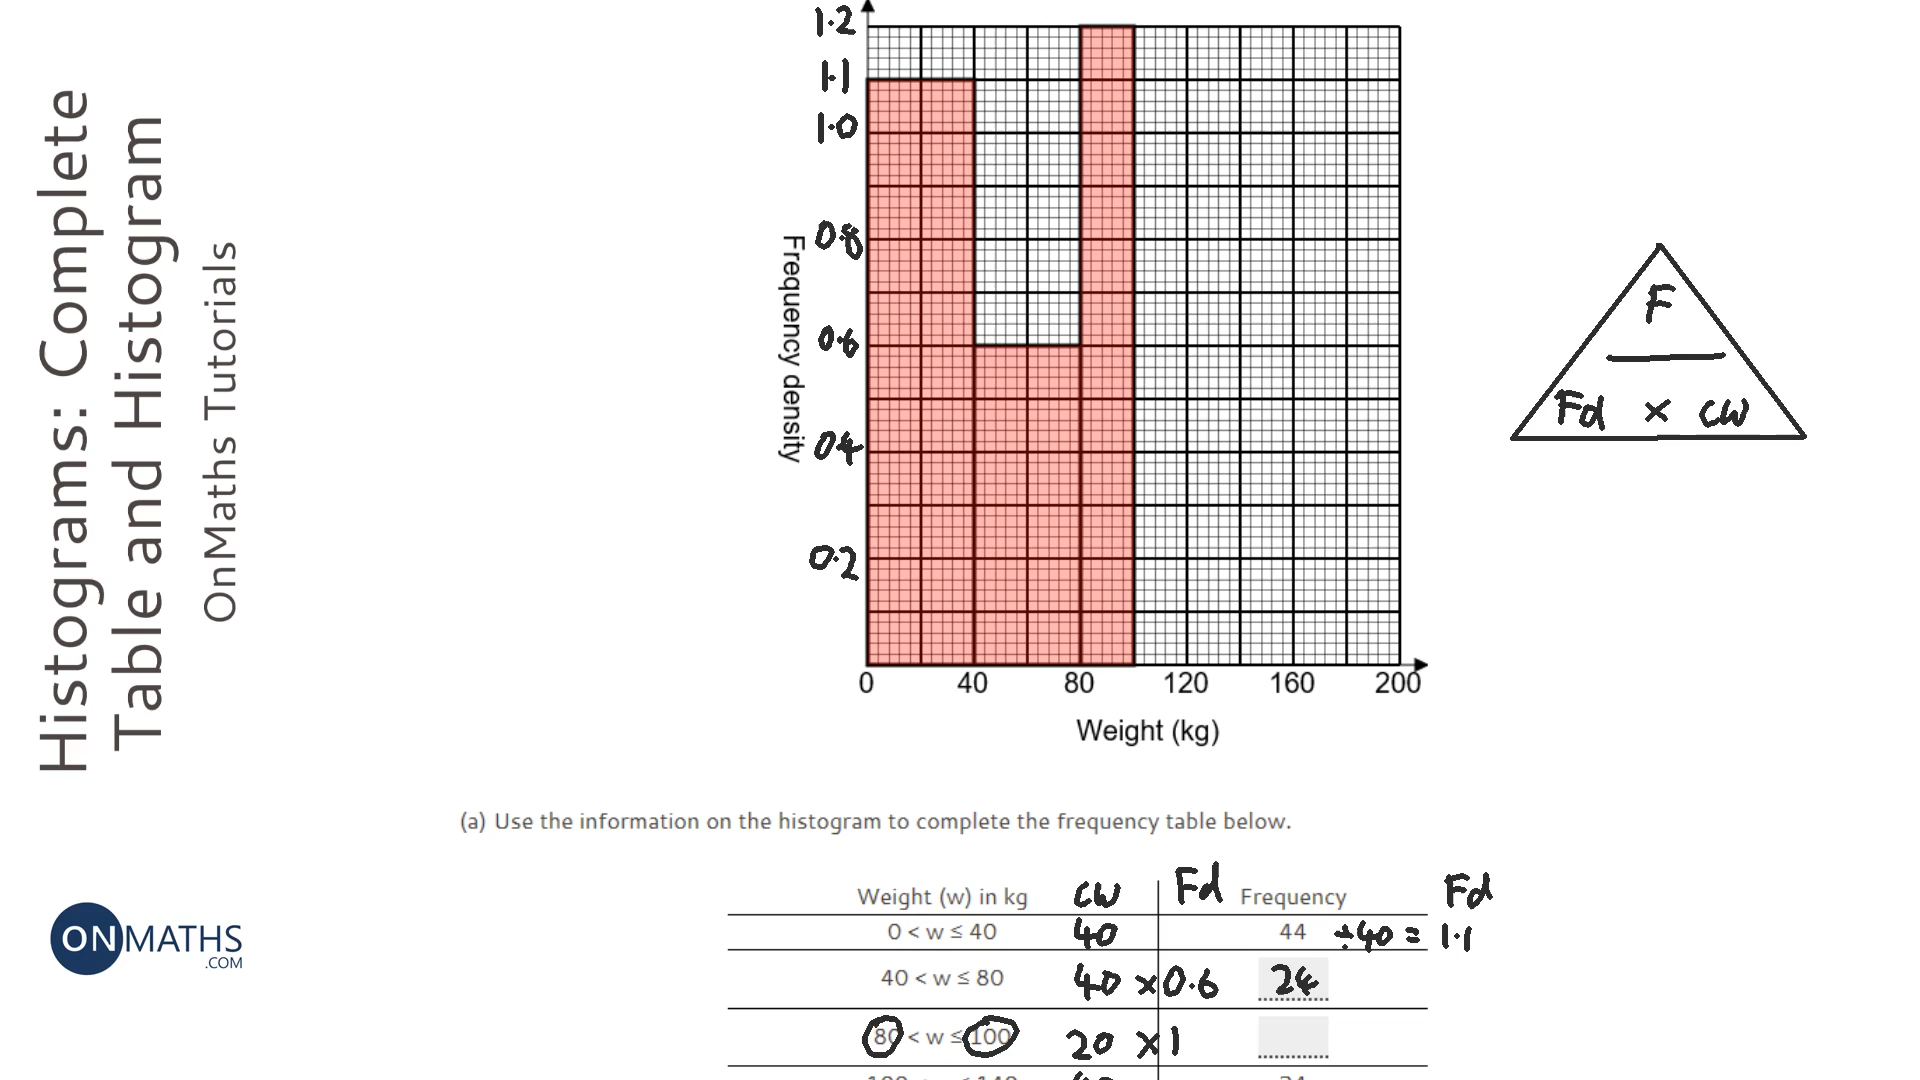 Histograms: Complete
Table and Histogram
OnMaths Tutorials
ONMATHS
.COM
1.2
1.1
1.0
0.8
0.6
0.4
0.2
Frequency density
0 40 80 120 160 200
Weight (kg)
F
Fd × cw
(a) Use the information on the histogram to complete the frequency table below.
Weight (w) in kg cw Fd Frequency Fd
0 < w ≤ 40 40 44 ÷40 = 1.1
40 < w ≤ 80 40 × 0.6 24
80 < w ≤ 100 20 × 1